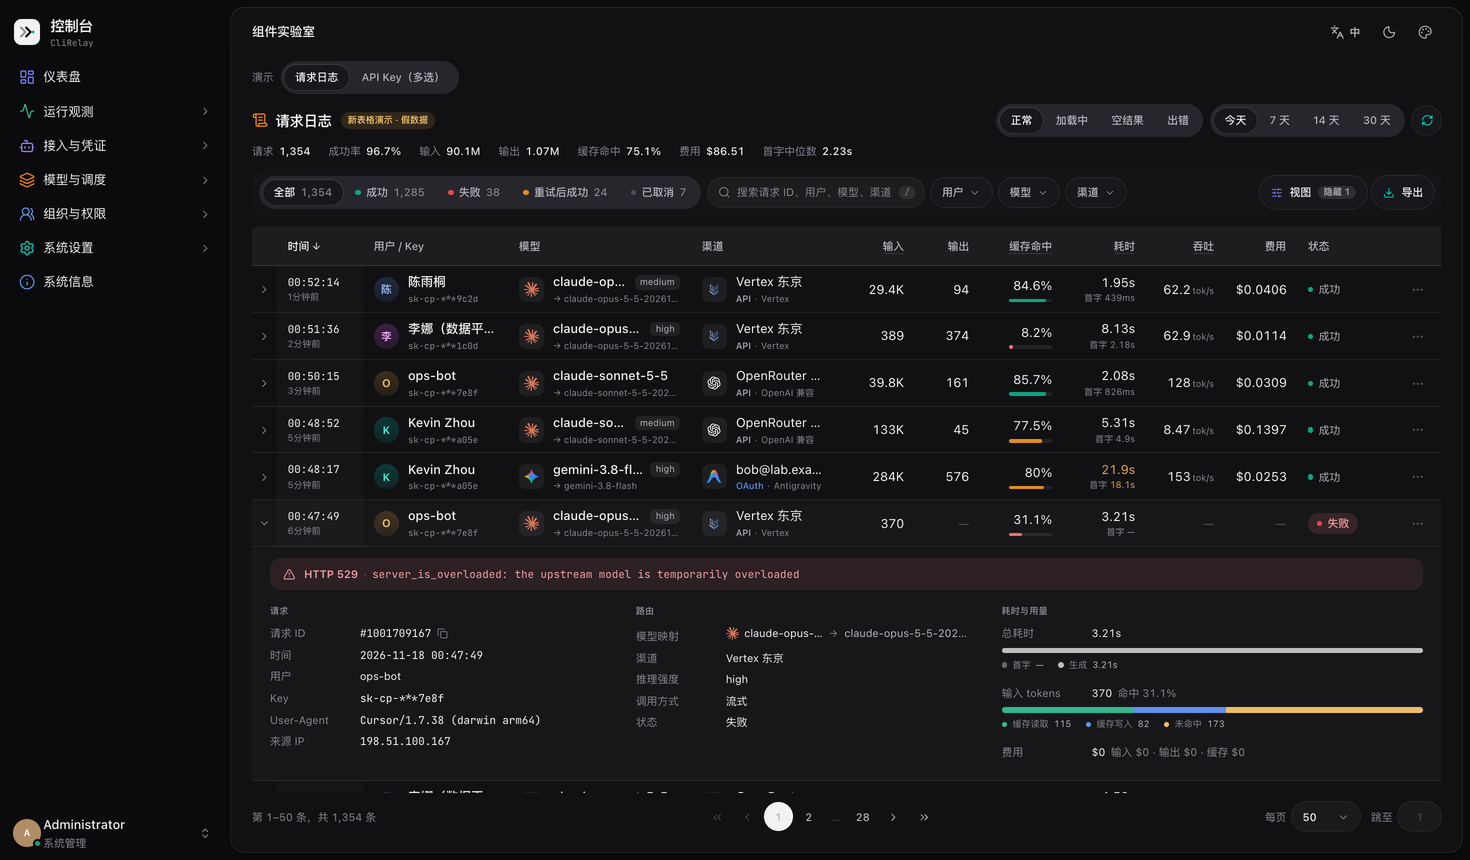 控制台
CliRelay
仪表盘
运行观测
接入与凭证
模型与调度
组织与权限
系统设置
系统信息
A Administrator
系统管理
组件实验室
中
演示 请求日志 API Key（多选）
请求日志 新表格演示 · 假数据
正常 加载中 空结果 出错 今天 7 天 14 天 30 天
请求 1,354 成功率 96.7% 输入 90.1M 输出 1.07M 缓存命中 75.1% 费用 $86.51 首字中位数 2.23s
全部 1,354 成功 1,285 失败 38 重试后成功 24 已取消 7 搜索请求 ID、用户、模型、渠道 / 用户 模型 渠道 视图 隐藏 1 导出
时间 ↓ 用户 / Key 模型 渠道 输入 输出 缓存命中 耗时 吞吐 费用 状态
00:52:14 陈 陈雨桐 claude-op... medium Vertex 东京 29.4K 94 84.6% 1.95s 62.2 tok/s $0.0406 成功 ...
1分钟前 sk-cp-***9c2d → claude-opus-5-5-20261... API · Vertex 首字 439ms
00:51:36 李 李娜（数据平... claude-opus... high Vertex 东京 389 374 8.2% 8.13s 62.9 tok/s $0.0114 成功 ...
2分钟前 sk-cp-***1c0d → claude-opus-5-5-20261... API · Vertex 首字 2.18s
00:50:15 O ops-bot claude-sonnet-5-5 OpenRouter ... 39.8K 161 85.7% 2.08s 128 tok/s $0.0309 成功 ...
3分钟前 sk-cp-***7e8f → claude-sonnet-5-5-202... API · OpenAI 兼容 首字 826ms
00:48:52 K Kevin Zhou claude-so... medium OpenRouter ... 133K 45 77.5% 5.31s 8.47 tok/s $0.1397 成功 ...
5分钟前 sk-cp-***a05e → claude-sonnet-5-5-202... API · OpenAI 兼容 首字 4.9s
00:48:17 K Kevin Zhou gemini-3.8-fl... high bob@lab.exa... 284K 576 80% 21.9s 153 tok/s $0.0253 成功 ...
5分钟前 sk-cp-***a05e → gemini-3.8-flash OAuth · Antigravity 首字 18.1s
00:47:49 O ops-bot claude-opus... high Vertex 东京 370 — 31.1% 3.21s — — 失败 ...
6分钟前 sk-cp-***7e8f → claude-opus-5-5-20261... API · Vertex 首字 —
HTTP 529 · server_is_overloaded: the upstream model is temporarily overloaded
请求
请求 ID #1001709167
时间 2026-11-18 00:47:49
用户 ops-bot
Key sk-cp-***7e8f
User-Agent Cursor/1.7.38 (darwin arm64)
来源 IP 198.51.100.167
路由
模型映射 claude-opus-... → claude-opus-5-5-202...
渠道 Vertex 东京
推理强度 high
调用方式 流式
状态 失败
耗时与用量
总耗时 3.21s
首字 — 生成 3.21s
输入 tokens 370 命中 31.1%
缓存读取 115 缓存写入 82 未命中 173
费用 $0 输入 $0 · 输出 $0 · 缓存 $0
第 1–50 条，共 1,354 条 « ‹ 1 2 ... 28 › » 每页 50 跳至 1